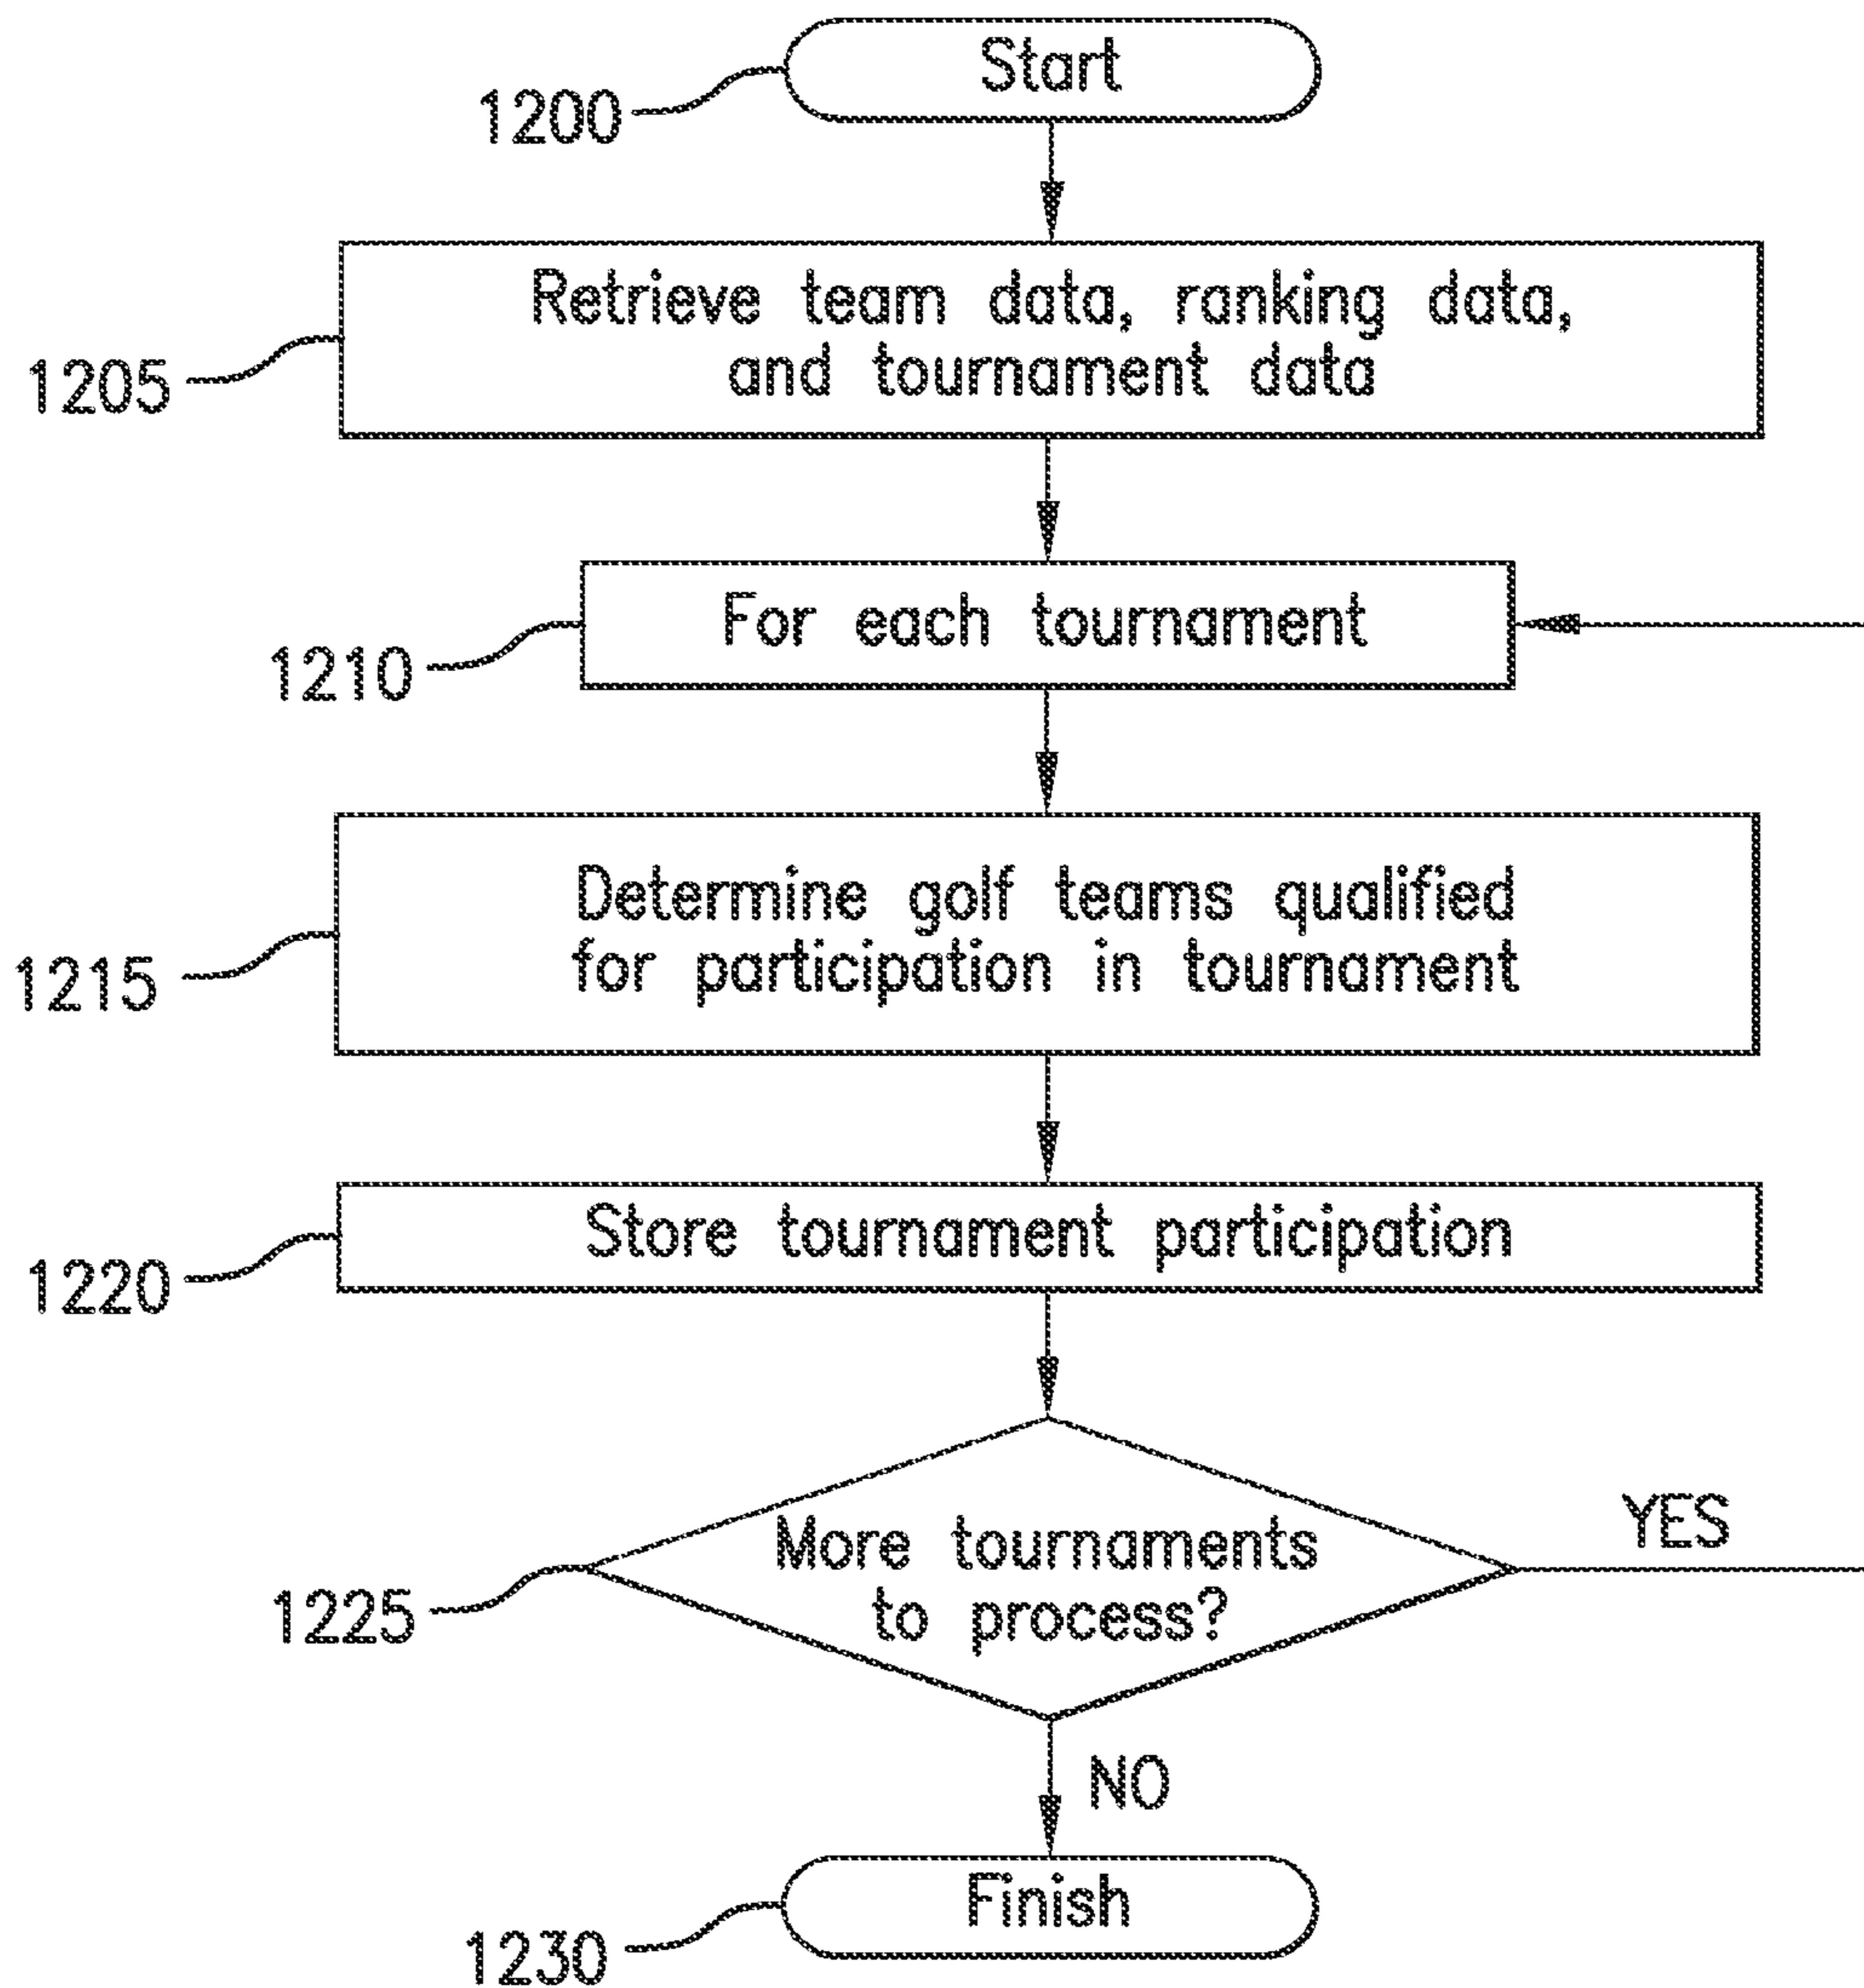 Start
1200
Retrieve team data, ranking data,
and tournament data
1205
For each tournament
1210
Determine golf teams qualified
for participation in tournament
1215
Store tournament participation
1220
More tournaments
to process?
YES
1225
NO
Finish
1230